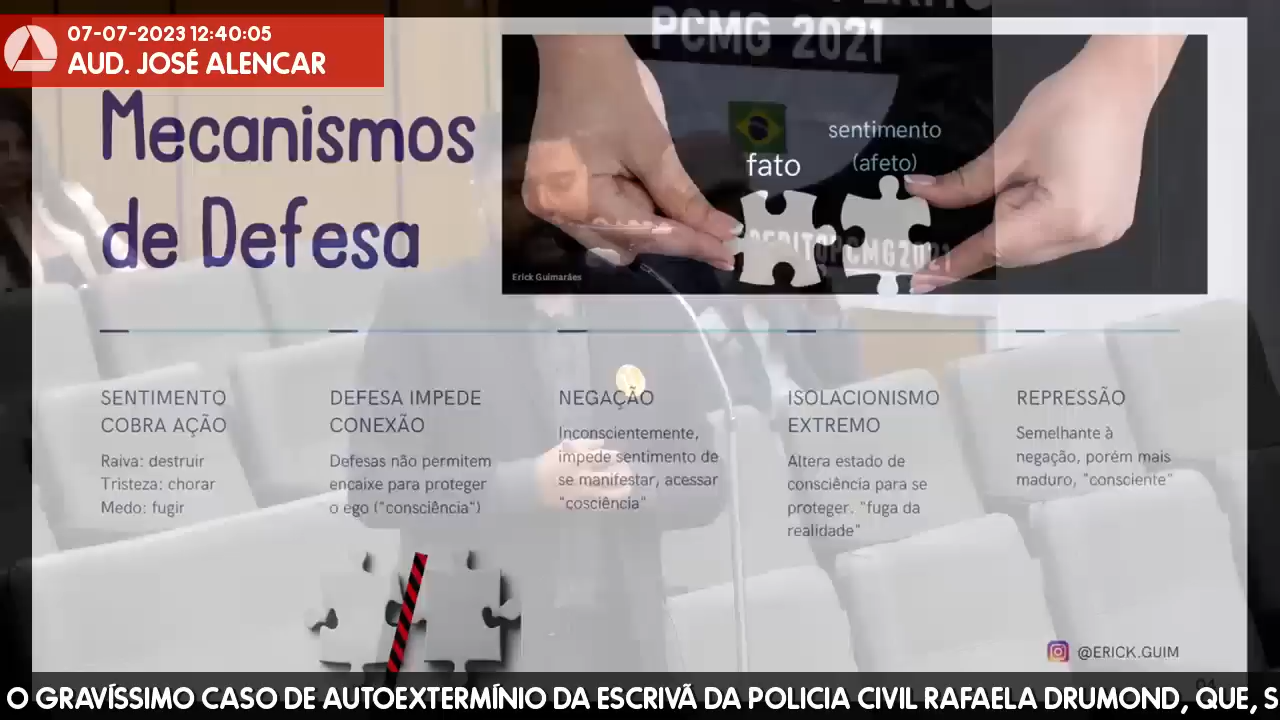 07-07-2023 12:40:05
AUD. JOSÉ ALENCAR
PCMG 2021
Mecanismos
de Defesa
fato
sentimento
(afeto)
PCMG2021
Erick Guimarães
SENTIMENTO
COBRA AÇÃO
Raiva: destruir
Tristeza: chorar
Medo: fugir
DEFESA IMPEDE
CONEXÃO
Defesas não permitem
encaixe para proteger
o ego ("consciência")
NEGAÇÃO
Inconscientemente,
impede sentimento de
se manifestar, acessar
"cosciência"
ISOLACIONISMO
EXTREMO
Altera estado de
consciência para se
proteger. "fuga da
realidade"
REPRESSÃO
Semelhante à
negação, porém mais
maduro, "consciente"
@ERICK.GUIM
O GRAVÍSSIMO CASO DE AUTOEXTERMÍNIO DA ESCRIVÃ DA POLICIA CIVIL RAFAELA DRUMOND, QUE, S